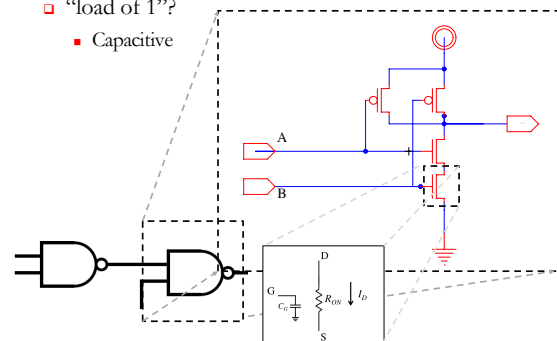 “load of 1”?
Capacitive
A
B
D
G
C_G
R_ON
I_D
S